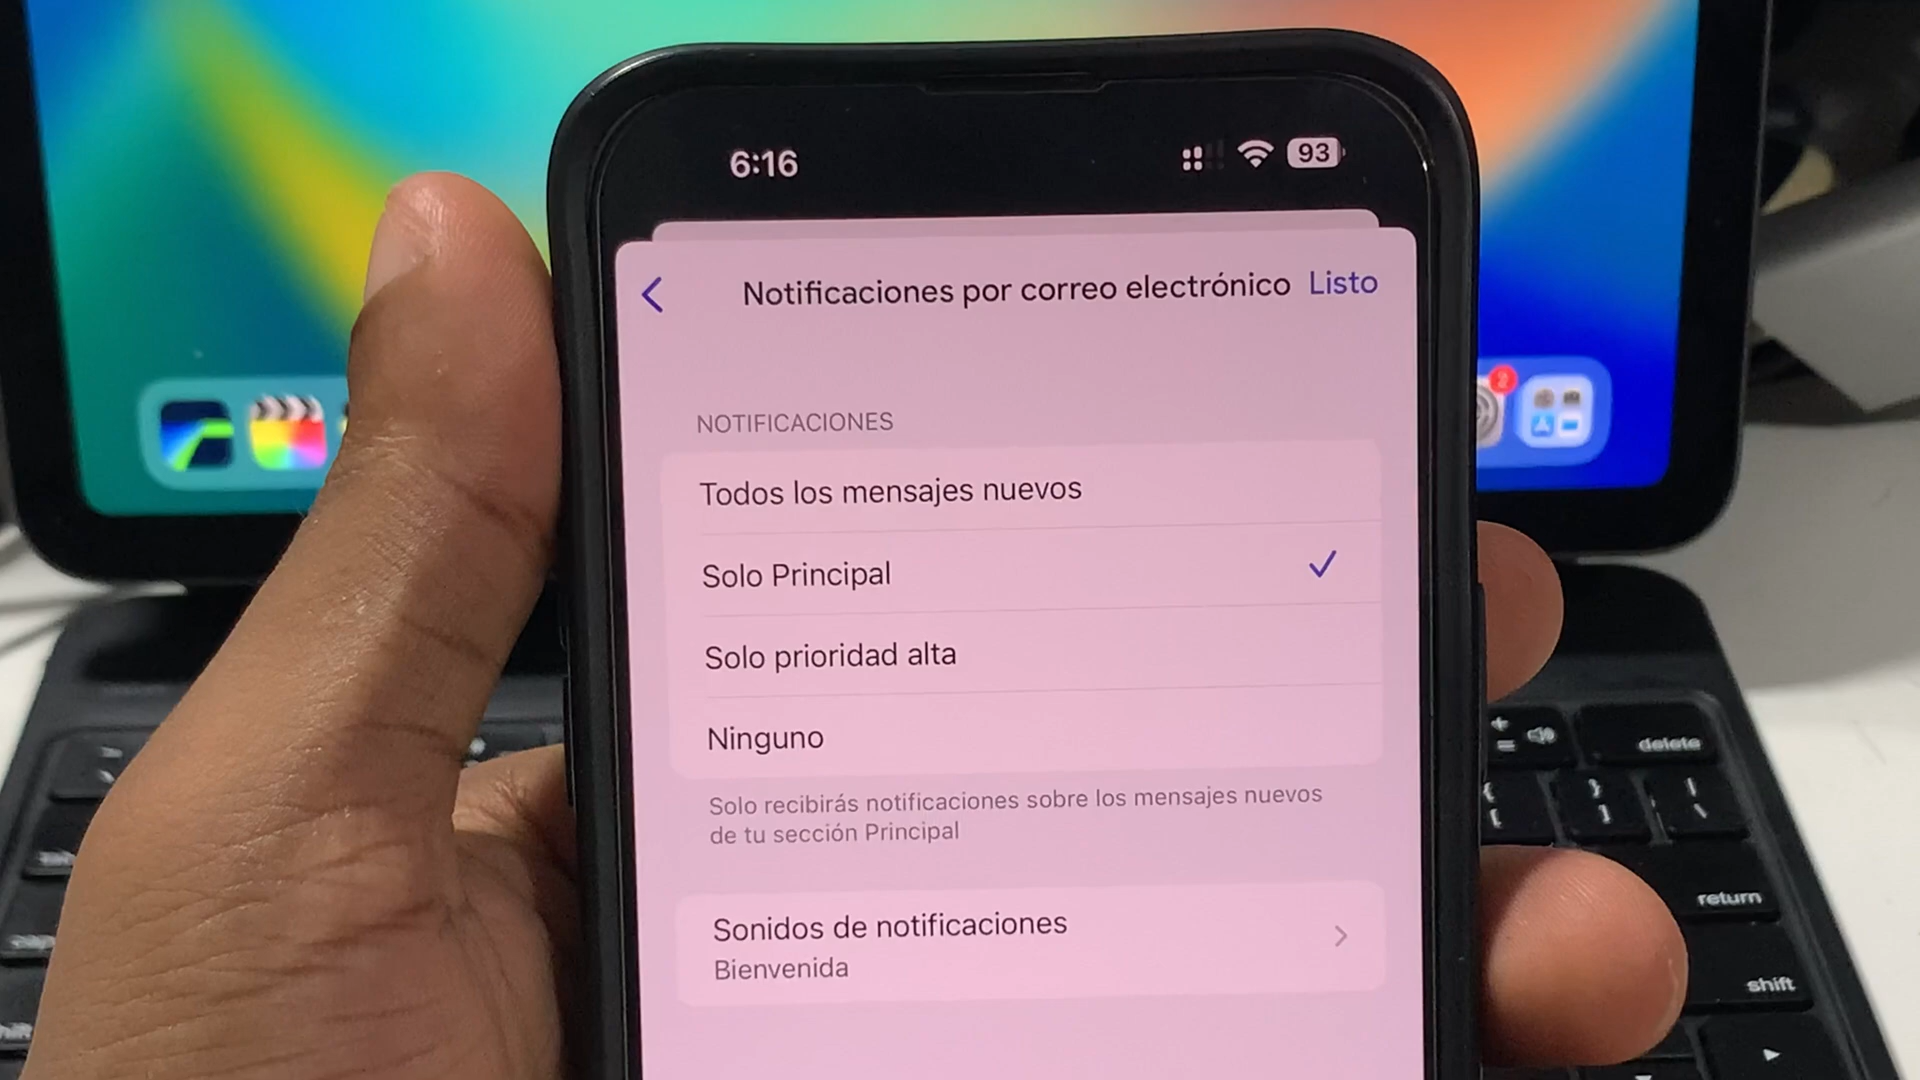 6:16
93
Notificaciones por correo electrónico
Listo
NOTIFICACIONES
Todos los mensajes nuevos
Solo Principal
Solo prioridad alta
Ninguno
Solo recibirás notificaciones sobre los mensajes nuevos
de tu sección Principal
Sonidos de notificaciones
Bienvenida
2
+
=
delete
{
[
}
]
|
\
return
shift